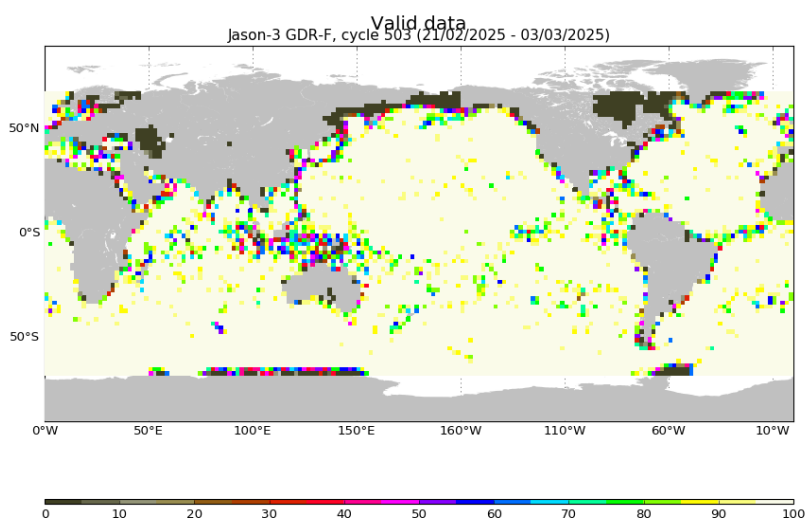 Valid data
Jason-3 GDR-F, cycle 503 (21/02/2025 - 03/03/2025)
50°N
0°S
50°S
0°W 50°E 100°E 150°E 160°W 110°W 60°W 10°W
0 10 20 30 40 50 60 70 80 90 100